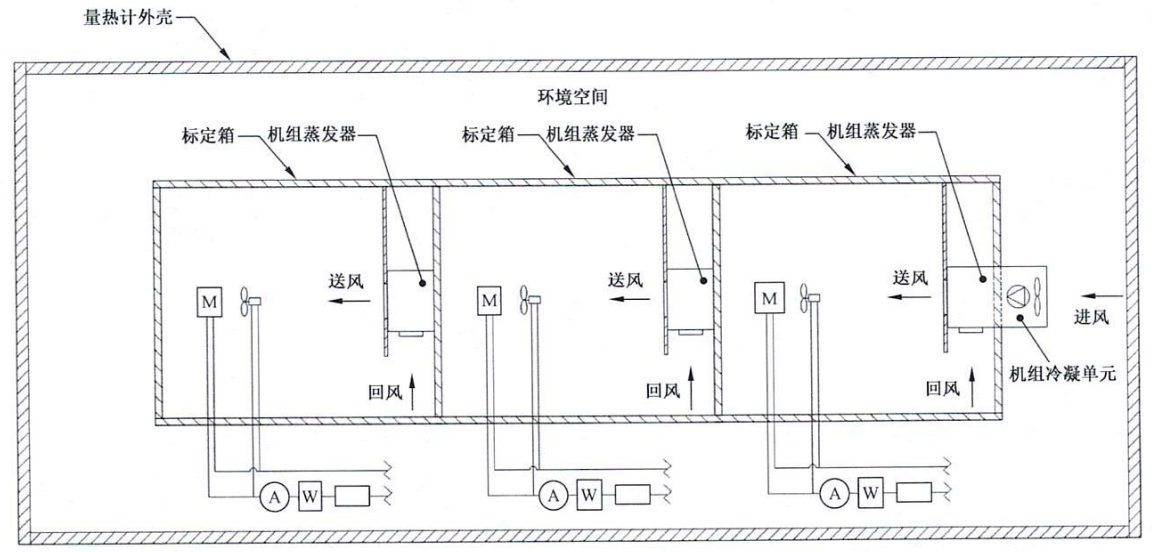 量热计外壳
环境空间
标定箱 机组蒸发器 标定箱 机组蒸发器 标定箱 机组蒸发器
送风 送风 送风
M M M
进风
机组冷凝单元
回风 回风 回风
A W A W A W